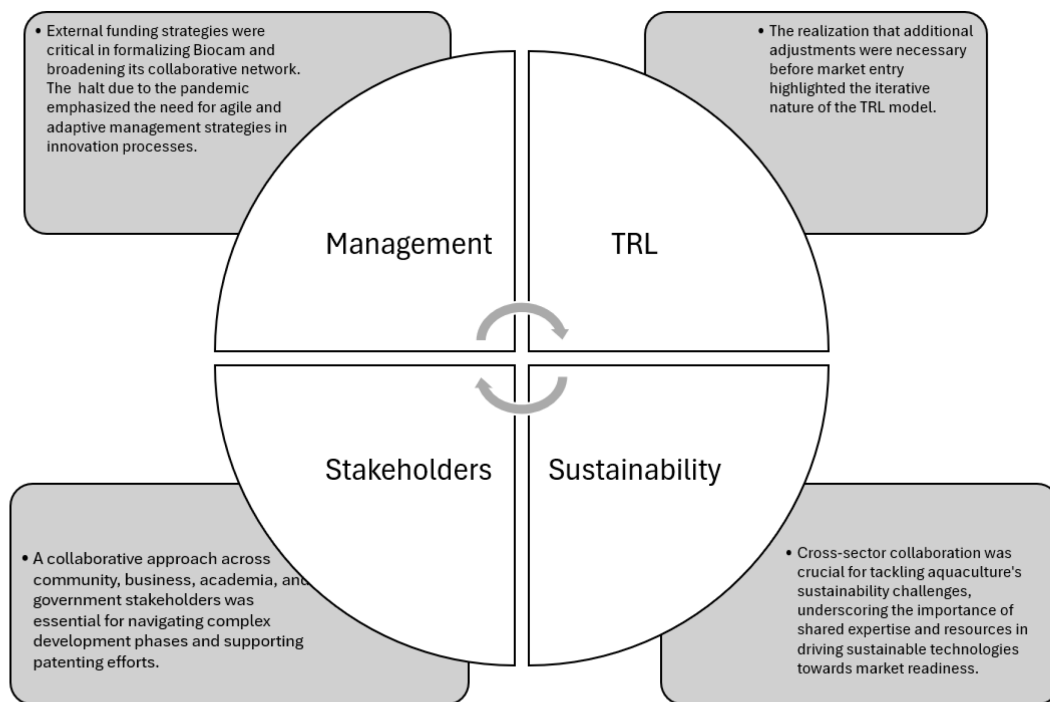 • External funding strategies were
critical in formalizing Biocam and
broadening its collaborative network.
The halt due to the pandemic
emphasized the need for agile and
adaptive management strategies in
innovation processes.
• The realization that additional
adjustments were necessary
before market entry
highlighted the iterative
nature of the TRL model.
Management
TRL
Stakeholders
Sustainability
• A collaborative approach across
community, business, academia, and
government stakeholders was
essential for navigating complex
development phases and supporting
patenting efforts.
• Cross-sector collaboration was
crucial for tackling aquaculture's
sustainability challenges,
underscoring the importance of
shared expertise and resources in
driving sustainable technologies
towards market readiness.